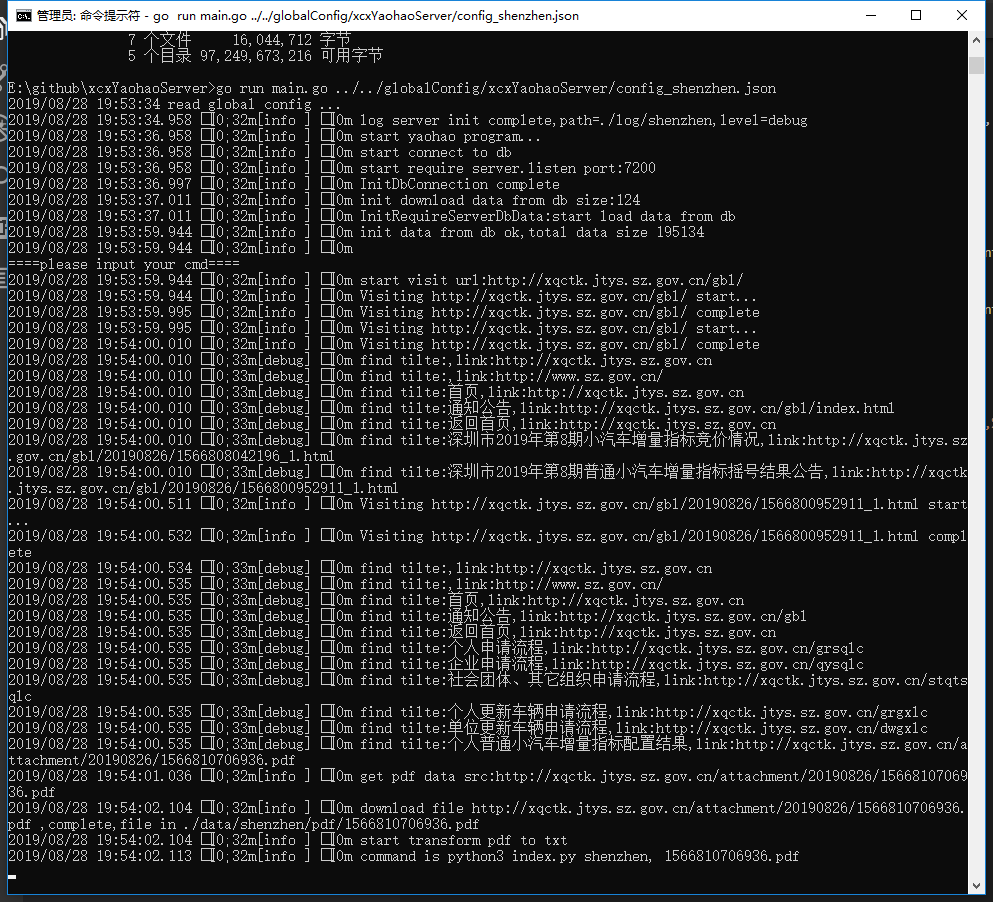 管理员: 命令提示符 - go  run main.go ../../globalConfig/xcxYaohaoServer/config_shenzhen.json
7 个文件     16,044,712 字节
5 个目录 97,249,673,216 可用字节
E:\github\xcxYaohaoServer>go run main.go ../../globalConfig/xcxYaohaoServer/config_shenzhen.json
2019/08/28 19:53:34 read global config ...
2019/08/28 19:53:34.958 [0;32m[info ] [0m log server init complete,path=./log/shenzhen,level=debug
2019/08/28 19:53:36.958 [0;32m[info ] [0m start yaohao program...
2019/08/28 19:53:36.958 [0;32m[info ] [0m start connect to db
2019/08/28 19:53:36.958 [0;32m[info ] [0m start require server.listen port:7200
2019/08/28 19:53:36.997 [0;32m[info ] [0m InitDbConnection complete
2019/08/28 19:53:37.011 [0;32m[info ] [0m init download data from db size:124
2019/08/28 19:53:37.011 [0;32m[info ] [0m InitRequireServerDbData:start load data from db
2019/08/28 19:53:59.944 [0;32m[info ] [0m init data from db ok,total data size 195134
2019/08/28 19:53:59.944 [0;32m[info ] [0m
====please input your cmd====
2019/08/28 19:53:59.944 [0;32m[info ] [0m start visit url:http://xqctk.jtys.sz.gov.cn/gbl/
2019/08/28 19:53:59.944 [0;32m[info ] [0m Visiting http://xqctk.jtys.sz.gov.cn/gbl/ start...
2019/08/28 19:53:59.995 [0;32m[info ] [0m Visiting http://xqctk.jtys.sz.gov.cn/gbl/ complete
2019/08/28 19:53:59.995 [0;32m[info ] [0m Visiting http://xqctk.jtys.sz.gov.cn/gbl/ start...
2019/08/28 19:54:00.010 [0;32m[info ] [0m Visiting http://xqctk.jtys.sz.gov.cn/gbl/ complete
2019/08/28 19:54:00.010 [0;33m[debug] [0m find tilte:,link:http://xqctk.jtys.sz.gov.cn
2019/08/28 19:54:00.010 [0;33m[debug] [0m find tilte:,link:http://www.sz.gov.cn/
2019/08/28 19:54:00.010 [0;33m[debug] [0m find tilte:首页,link:http://xqctk.jtys.sz.gov.cn
2019/08/28 19:54:00.010 [0;33m[debug] [0m find tilte:通知公告,link:http://xqctk.jtys.sz.gov.cn/gbl/index.html
2019/08/28 19:54:00.010 [0;33m[debug] [0m find tilte:返回首页,link:http://xqctk.jtys.sz.gov.cn
2019/08/28 19:54:00.010 [0;33m[debug] [0m find tilte:深圳市2019年第8期小汽车增量指标竞价情况,link:http://xqctk.jtys.sz
.gov.cn/gbl/20190826/1566808042196_1.html
2019/08/28 19:54:00.010 [0;33m[debug] [0m find tilte:深圳市2019年第8期普通小汽车增量指标摇号结果公告,link:http://xqctk
.jtys.sz.gov.cn/gbl/20190826/1566800952911_1.html
2019/08/28 19:54:00.511 [0;32m[info ] [0m Visiting http://xqctk.jtys.sz.gov.cn/gbl/20190826/1566800952911_1.html start
...
2019/08/28 19:54:00.532 [0;32m[info ] [0m Visiting http://xqctk.jtys.sz.gov.cn/gbl/20190826/1566800952911_1.html compl
ete
2019/08/28 19:54:00.534 [0;33m[debug] [0m find tilte:,link:http://xqctk.jtys.sz.gov.cn
2019/08/28 19:54:00.535 [0;33m[debug] [0m find tilte:,link:http://www.sz.gov.cn/
2019/08/28 19:54:00.535 [0;33m[debug] [0m find tilte:首页,link:http://xqctk.jtys.sz.gov.cn
2019/08/28 19:54:00.535 [0;33m[debug] [0m find tilte:通知公告,link:http://xqctk.jtys.sz.gov.cn/gbl
2019/08/28 19:54:00.535 [0;33m[debug] [0m find tilte:返回首页,link:http://xqctk.jtys.sz.gov.cn
2019/08/28 19:54:00.535 [0;33m[debug] [0m find tilte:个人申请流程,link:http://xqctk.jtys.sz.gov.cn/grsqlc
2019/08/28 19:54:00.535 [0;33m[debug] [0m find tilte:企业申请流程,link:http://xqctk.jtys.sz.gov.cn/qysqlc
2019/08/28 19:54:00.535 [0;33m[debug] [0m find tilte:社会团体、其它组织申请流程,link:http://xqctk.jtys.sz.gov.cn/stqts
qlc
2019/08/28 19:54:00.535 [0;33m[debug] [0m find tilte:个人更新车辆申请流程,link:http://xqctk.jtys.sz.gov.cn/grgxlc
2019/08/28 19:54:00.535 [0;33m[debug] [0m find tilte:单位更新车辆申请流程,link:http://xqctk.jtys.sz.gov.cn/dwgxlc
2019/08/28 19:54:00.535 [0;33m[debug] [0m find tilte:个人普通小汽车增量指标配置结果,link:http://xqctk.jtys.sz.gov.cn/a
ttachment/20190826/1566810706936.pdf
2019/08/28 19:54:01.036 [0;32m[info ] [0m get pdf data src:http://xqctk.jtys.sz.gov.cn/attachment/20190826/15668107069
36.pdf
2019/08/28 19:54:02.104 [0;32m[info ] [0m download file http://xqctk.jtys.sz.gov.cn/attachment/20190826/1566810706936.
pdf ,complete,file in ./data/shenzhen/pdf/1566810706936.pdf
2019/08/28 19:54:02.104 [0;32m[info ] [0m start transform pdf to txt
2019/08/28 19:54:02.113 [0;32m[info ] [0m command is python3 index.py shenzhen, 1566810706936.pdf